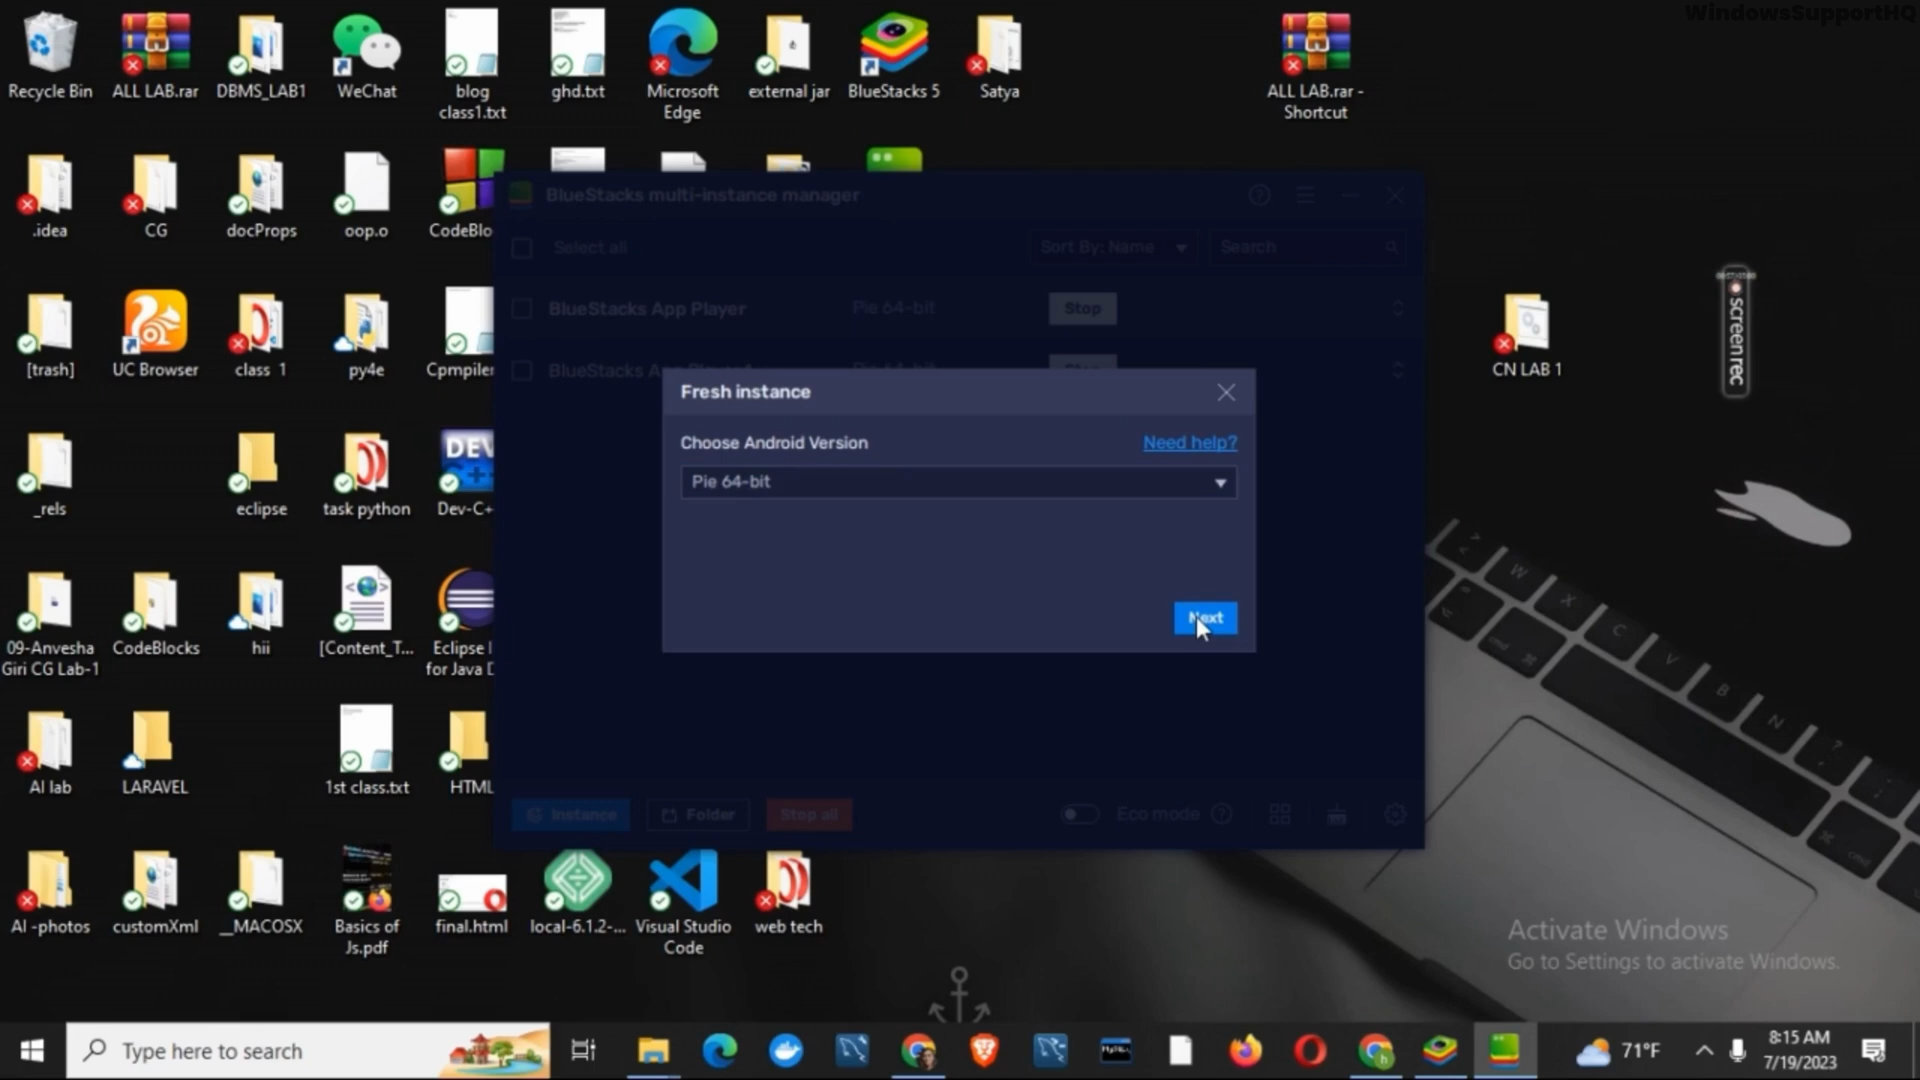 WindowsSupportHQ
Recycle Bin
ALL LAB.rar
DBMS_LAB1
WeChat
blog
class1.txt
ghd.txt
Microsoft
Edge
external jar
BlueStacks 5
Satya
ALL LAB.rar -
Shortcut
.idea
CG
docProps
oop.o
CodeBlo
BlueStacks multi-instance manager
Select all
Sort By: Name
Search
BlueStacks App Player
Pie 64-bit
Stop
[trash]
UC Browser
class 1
py4e
Cpmpiler
CN LAB 1
screenrec
Fresh instance
Choose Android Version
Need help?
Pie 64-bit
Next
_rels
eclipse
task python
DEV
C++
Dev-C+
09-Anvesha
Giri CG Lab-1
CodeBlocks
hii
[Content_T...
Eclipse I
for Java D
AI lab
LARAVEL
1st class.txt
HTML
Instance
Folder
Stop all
Eco mode
AI -photos
customXml
__MACOSX
Basics of
Js.pdf
final.html
local-6.1.2-...
Visual Studio
Code
web tech
Activate Windows
Go to Settings to activate Windows.
Type here to search
71°F
8:15 AM
7/19/2023